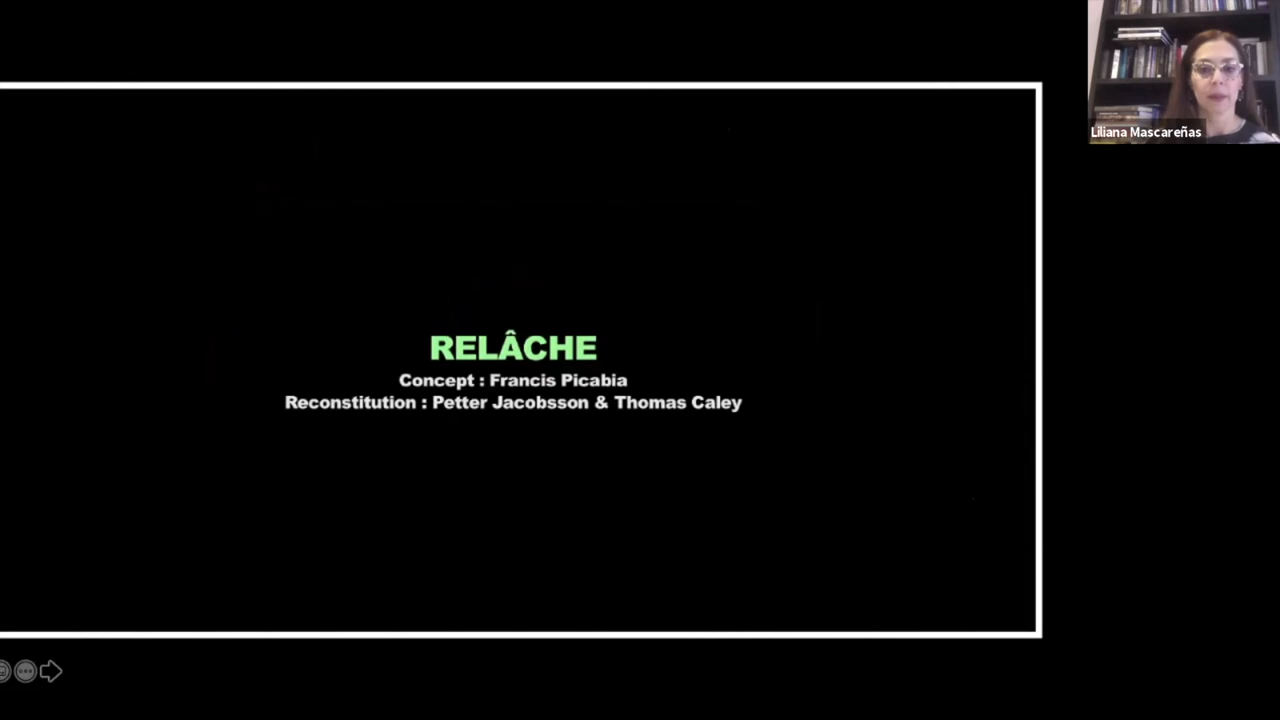 Liliana Mascareñas
RELÂCHE
Concept : Francis Picabia
Reconstitution : Petter Jacobsson & Thomas Caley